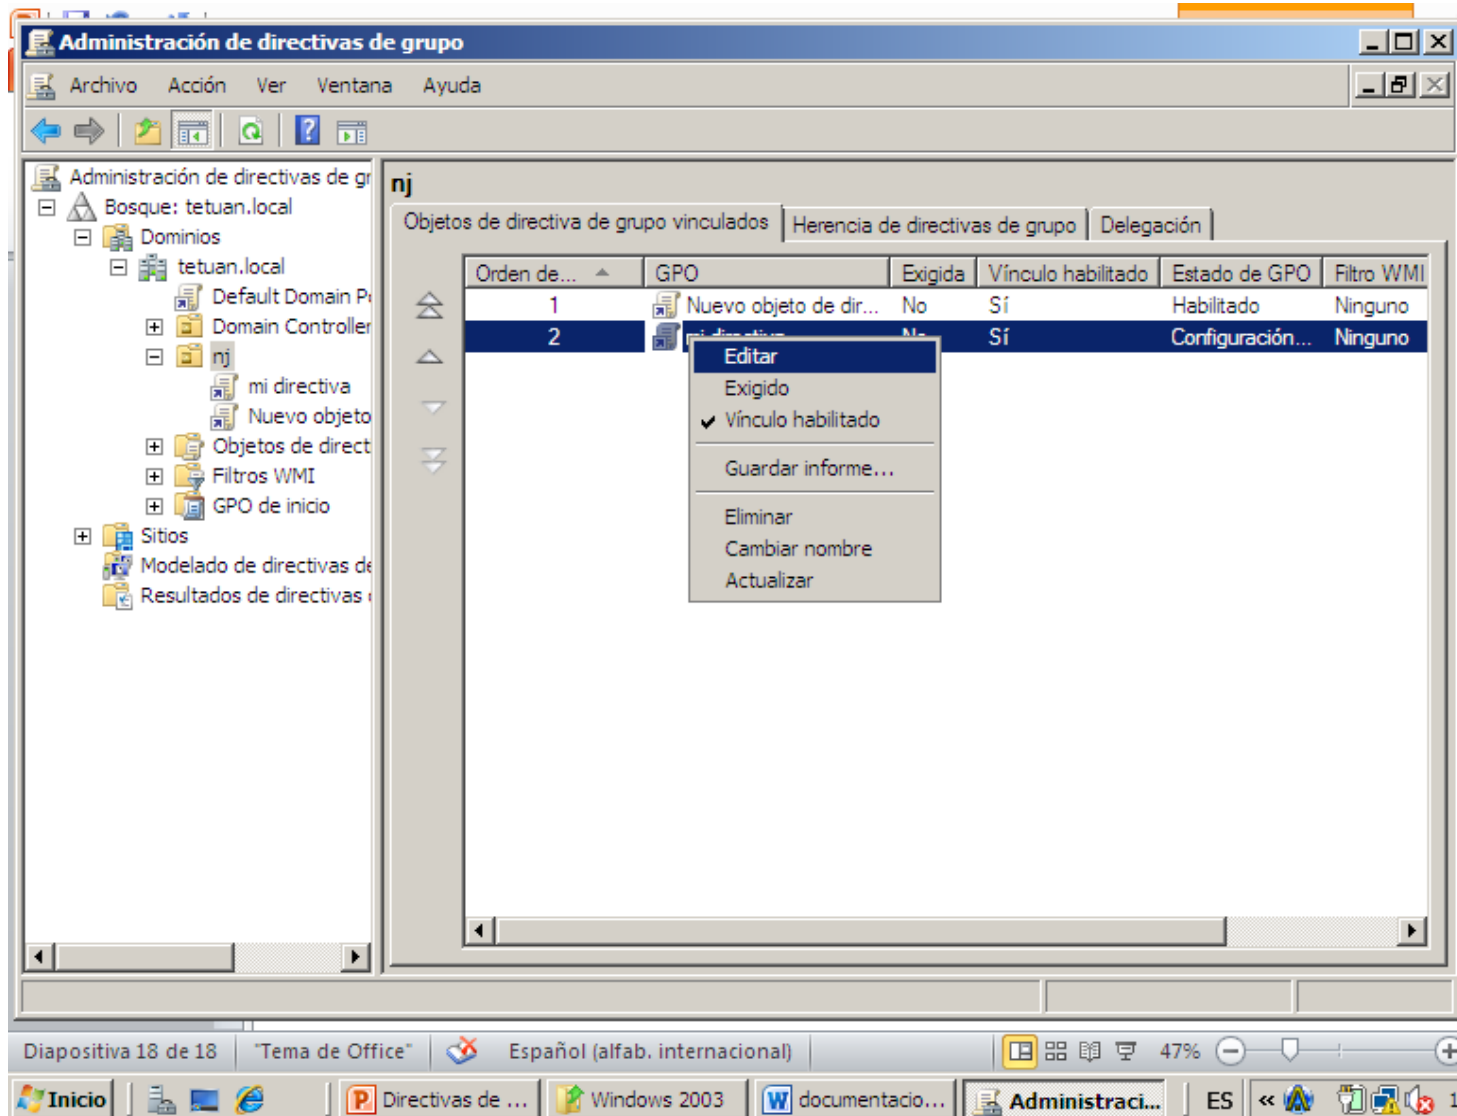 Administración de directivas de grupo
Archivo Acción Ver Ventana Ayuda
Administración de directivas de gr
Bosque: tetuan.local
Dominios
tetuan.local
Default Domain P
Domain Controller
nj
mi directiva
Nuevo objeto
Objetos de direct
Filtros WMI
GPO de inicio
Sitios
Modelado de directivas de
Resultados de directivas
nj
Objetos de directiva de grupo vinculados Herencia de directivas de grupo Delegación
Orden de... GPO Exigida Vínculo habilitado Estado de GPO Filtro WMI
1 Nuevo objeto de dir... No Sí Habilitado Ninguno
2 mi directiva No Sí Configuración... Ninguno
Editar
Exigido
Vínculo habilitado
Guardar informe...
Eliminar
Cambiar nombre
Actualizar
Diapositiva 18 de 18 "Tema de Office" Español (alfab. internacional) 47%
Inicio Directivas de ... Windows 2003 documentacio... Administraci... ES «